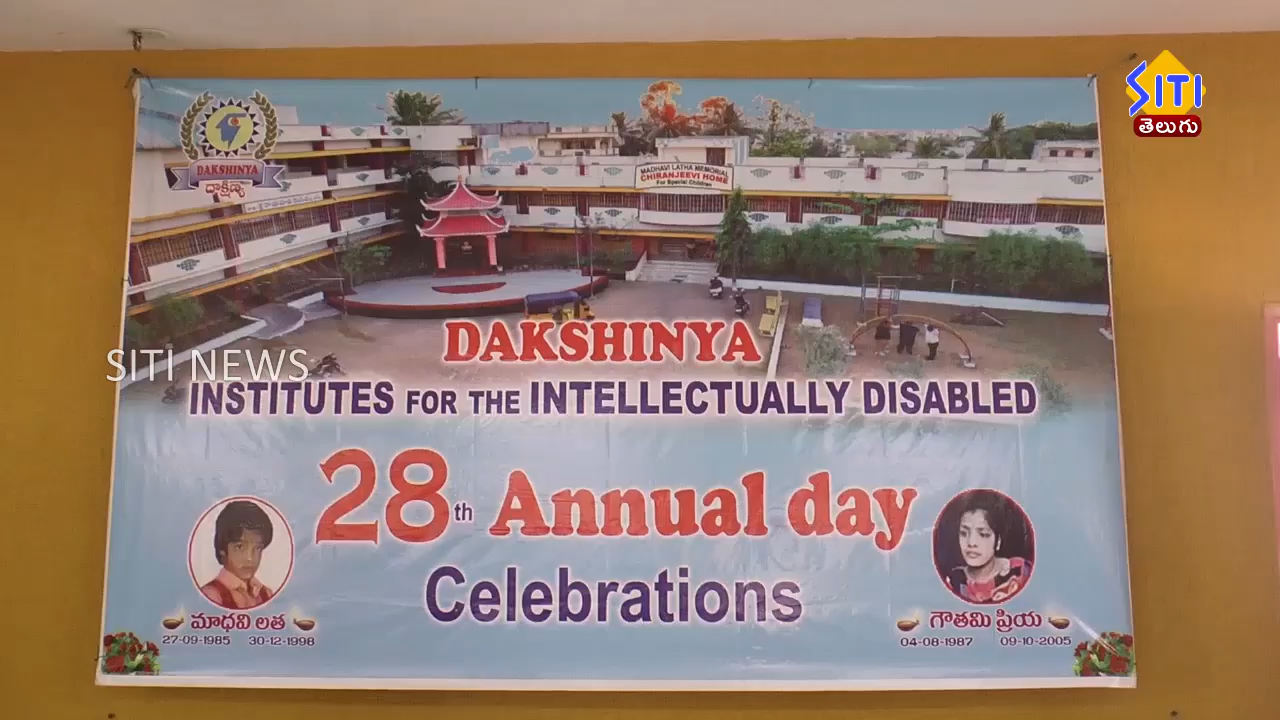 SITI
తెలుగు
DAKSHINYA
దాక్షిణ్య
MADHAVI LATHA MEMORIAL
CHIRANJEEVI HOME
For Special Children
DAKSHINYA
SITI NEWS
INSTITUTES FOR THE INTELLECTUALLY DISABLED
28th Annual day
Celebrations
మాధవి లత
27-09-1985 30-12-1998
గౌతమి ప్రియ
04-08-1987 09-10-2005